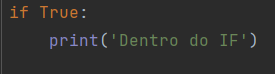 if True:
    print('Dentro do IF')